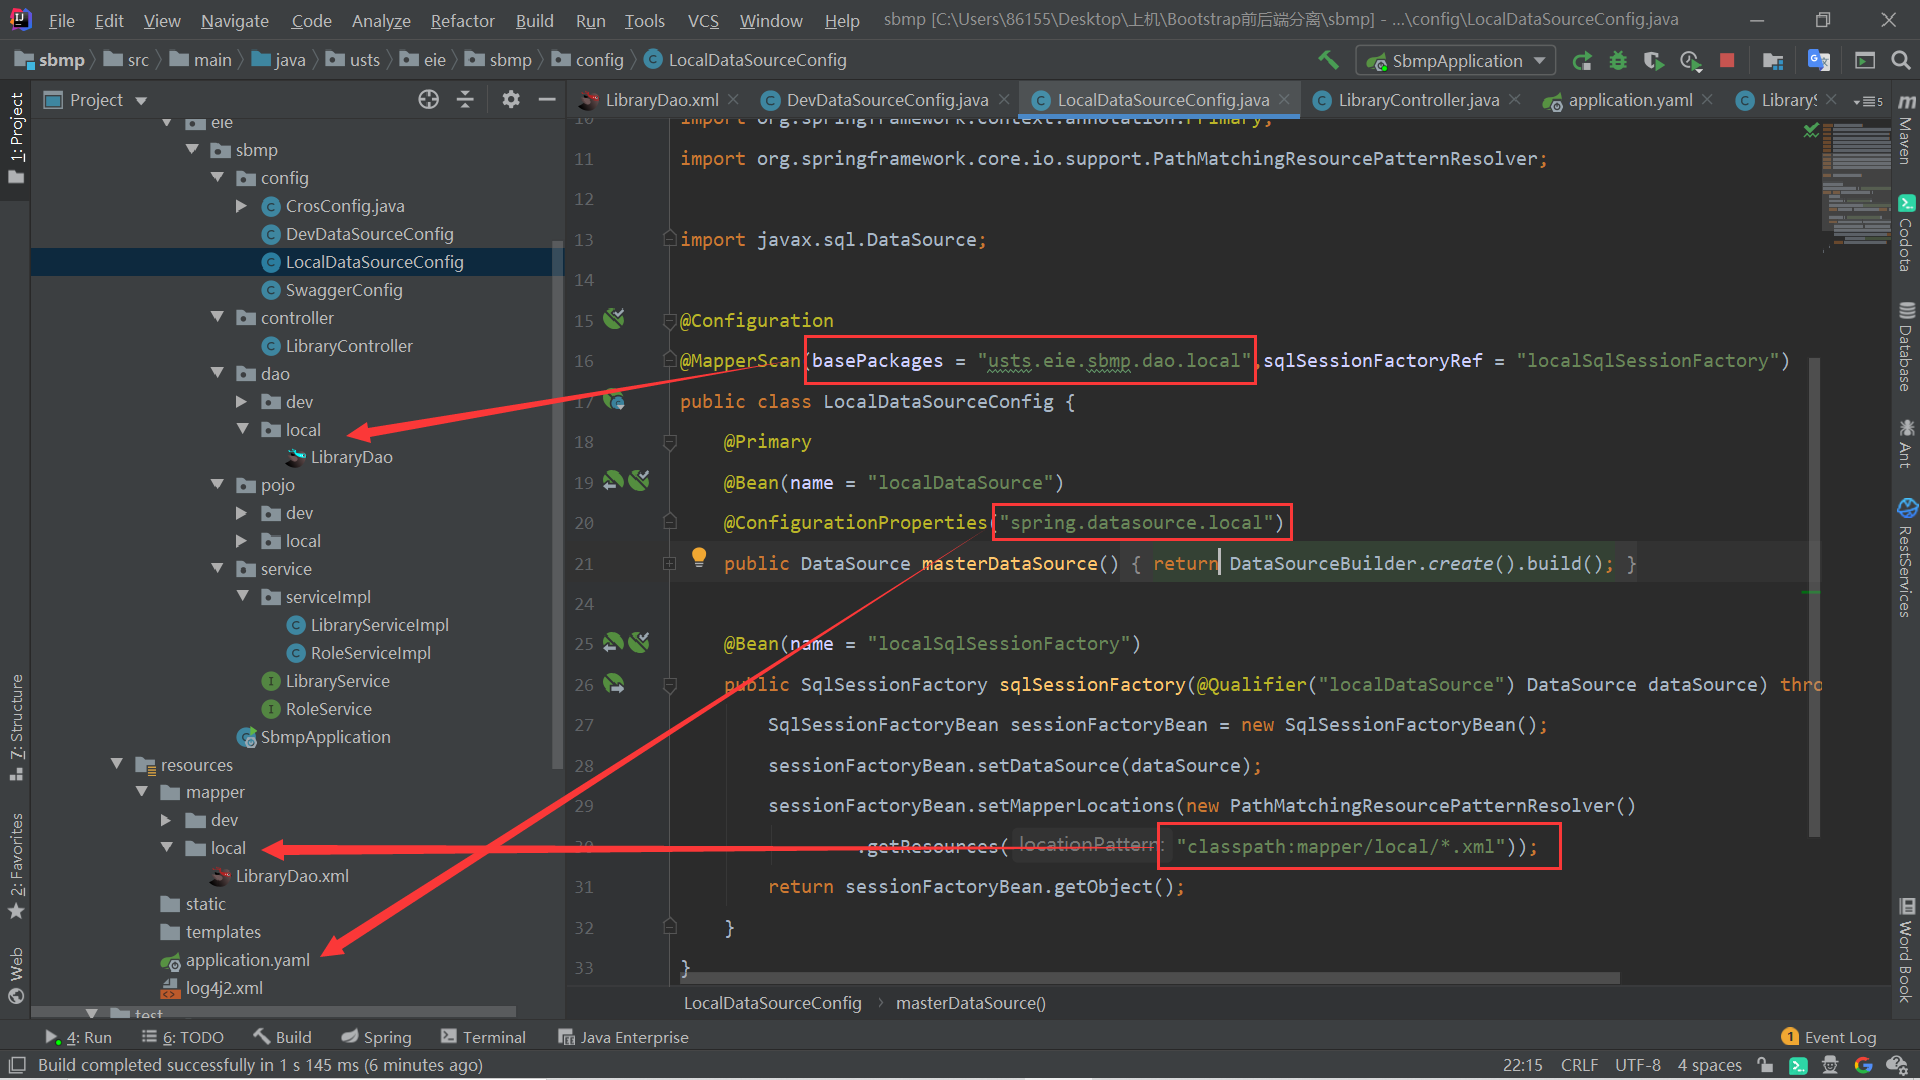 File Edit View Navigate Code Analyze Refactor Build Run Tools VCS Window Help sbmp [C:\Users\86155\Desktop\上机\Bootstrap前后端分离\sbmp] - ...\config\LocalDataSourceConfig.java
sbmp src main java usts eie sbmp config LocalDataSourceConfig SbmpApplication
Project
LibraryDao.xml DevDataSourceConfig.java LocalDataSourceConfig.java LibraryController.java application.yaml Library 5
1: Project
7: Structure
2: Favorites
Web
eie
sbmp
config
CrosConfig.java
DevDataSourceConfig
LocalDataSourceConfig
SwaggerConfig
controller
LibraryController
dao
dev
local
LibraryDao
pojo
dev
local
service
serviceImpl
LibraryServiceImpl
RoleServiceImpl
LibraryService
RoleService
SbmpApplication
resources
mapper
dev
local
LibraryDao.xml
static
templates
application.yaml
log4j2.xml
test
10 import org.springframework.context.annotation.Primary;
11 import org.springframework.core.io.support.PathMatchingResourcePatternResolver;
12
13 import javax.sql.DataSource;
14
15 @Configuration
16 @MapperScan(basePackages = "usts.eie.sbmp.dao.local",sqlSessionFactoryRef = "localSqlSessionFactory")
17 public class LocalDataSourceConfig {
18 @Primary
19 @Bean(name = "localDataSource")
20 @ConfigurationProperties("spring.datasource.local")
21 public DataSource masterDataSource() { return DataSourceBuilder.create().build(); }
24
25 @Bean(name = "localSqlSessionFactory")
26 public SqlSessionFactory sqlSessionFactory(@Qualifier("localDataSource") DataSource dataSource) thro
27 SqlSessionFactoryBean sessionFactoryBean = new SqlSessionFactoryBean();
28 sessionFactoryBean.setDataSource(dataSource);
29 sessionFactoryBean.setMapperLocations(new PathMatchingResourcePatternResolver()
30 .getResources( locationPattern: "classpath:mapper/local/*.xml"));
31 return sessionFactoryBean.getObject();
32 }
33 }
LocalDataSourceConfig masterDataSource()
Maven
Codota
Database
Ant
RestServices
Word Book
4: Run 6: TODO Build Spring Terminal Java Enterprise 1 Event Log
Build completed successfully in 1 s 145 ms (6 minutes ago) 22:15 CRLF UTF-8 4 spaces